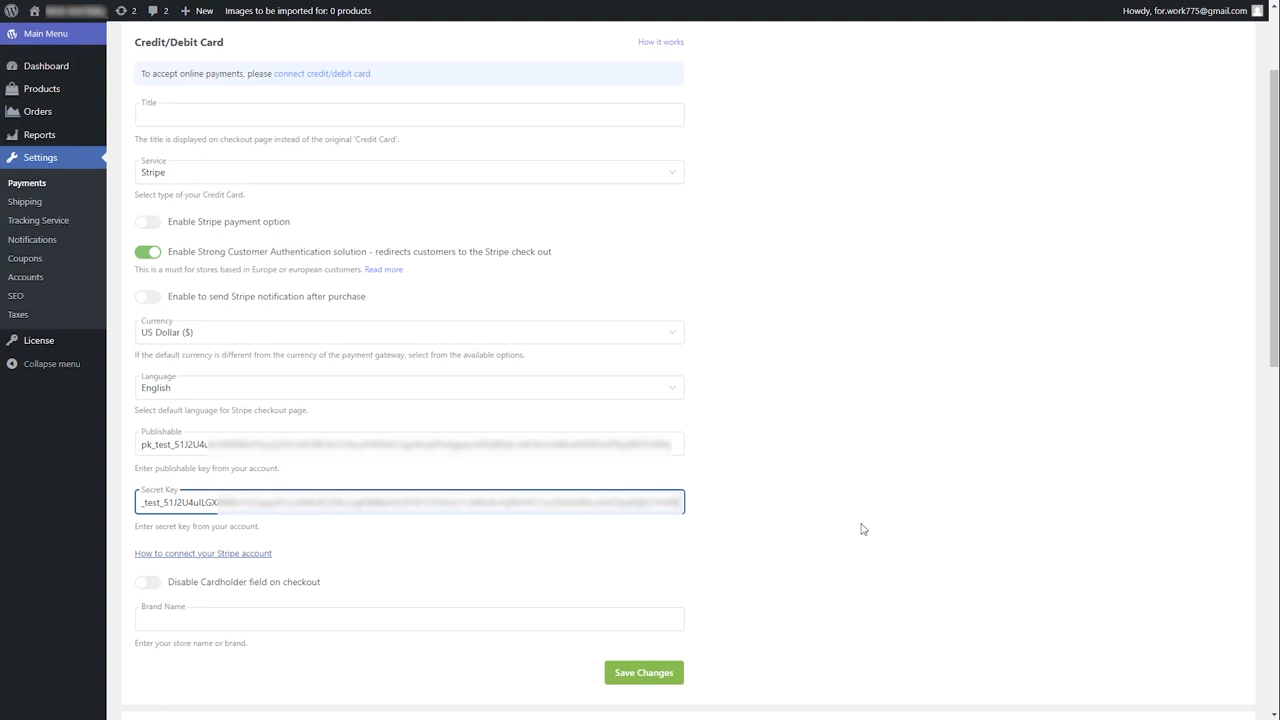 2
2
New
Images to be imported for: 0 products
Howdy, for.work775@gmail.com
Main Menu
Dashboard
Products
Orders
Reports
Settings
Payments
Shipping
Tracking Service
Notifications
Coupons
Accounts
SEO
Taxes
License
Collapse menu
Credit/Debit Card
How it works
To accept online payments, please connect credit/debit card
Title
The title is displayed on checkout page instead of the original 'Credit Card'.
Service
Stripe
Select type of your Credit Card.
Enable Stripe payment option
Enable Strong Customer Authentication solution - redirects customers to the Stripe check out
This is a must for stores based in Europe or european customers. Read more
Enable to send Stripe notification after purchase
Currency
US Dollar ($)
If the default currency is different from the currency of the payment gateway, select from the available options.
Language
English
Select default language for Stripe checkout page.
Publishable
pk_test_51J2U4u
Enter publishable key from your account.
Secret Key
_test_51J2U4uILGX
Enter secret key from your account.
How to connect your Stripe account
Disable Cardholder field on checkout
Brand Name
Enter your store name or brand.
Save Changes